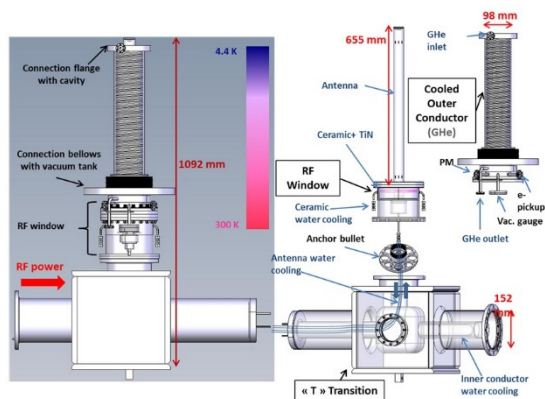 Connection flange
with cavity
4.4 K
300 K
Connection bellows
with vacuum tank
1092 mm
RF window
RF power
655 mm
Antenna
Ceramic+ TiN
RF
Window
Ceramic
water cooling
Anchor bullet
Antenna water
cooling
« T » Transition
98 mm
GHe
inlet
Cooled
Outer
Conductor
(GHe)
PM
e-
pickup
Vac.
gauge
GHe outlet
152
mm
Inner conductor
water cooling